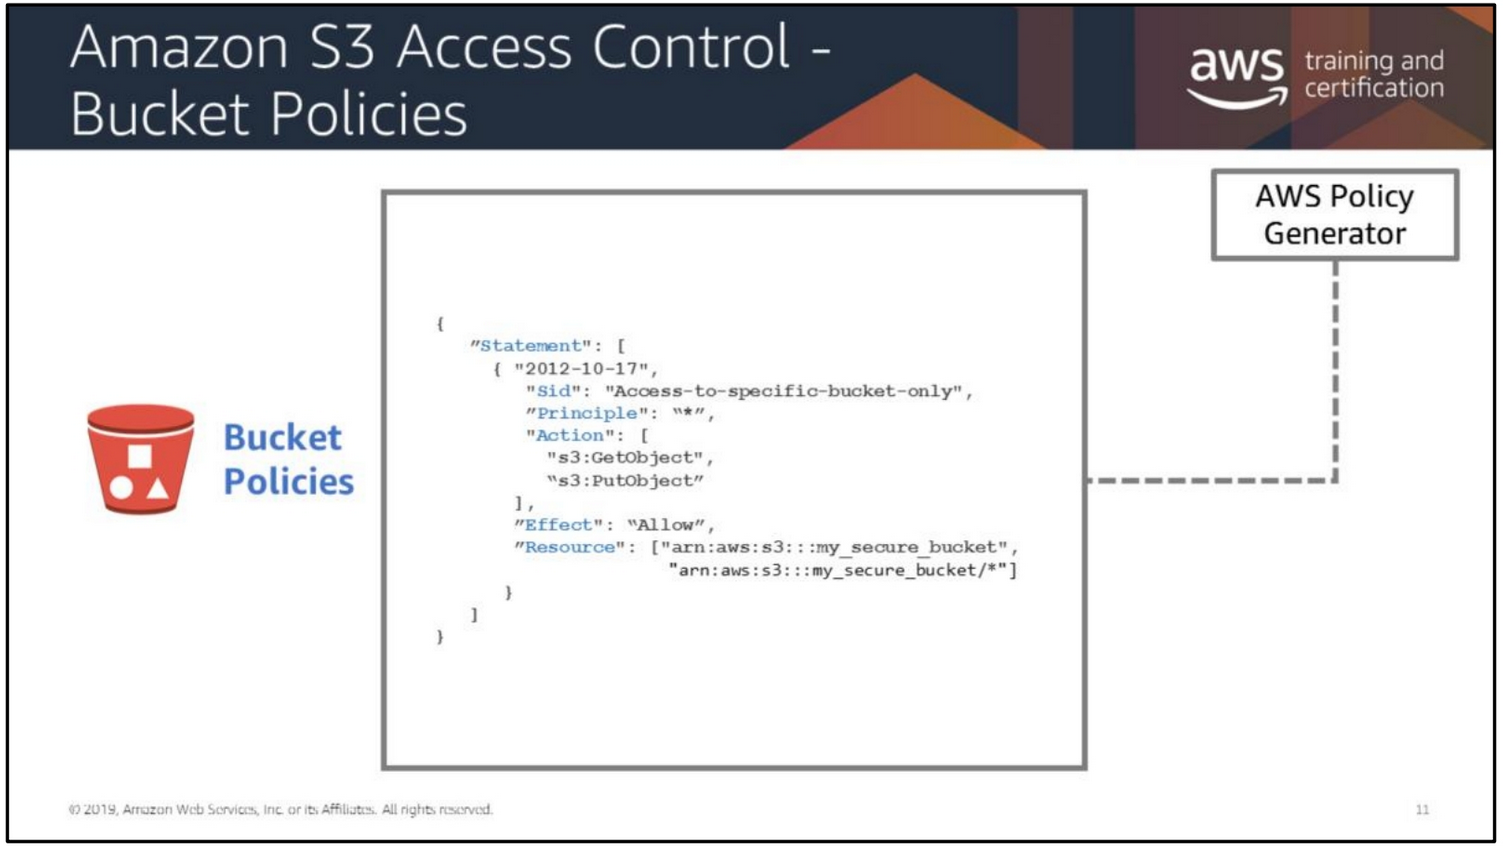 Amazon S3 Access Control -
Bucket Policies
aws training and
certification
AWS Policy
Generator
Bucket
Policies
{
"Statement": [
{ "2012-10-17",
"Sid": "Access-to-specific-bucket-only",
"Principle": “*”,
"Action": [
"s3:GetObject",
“s3:PutObject”
],
"Effect": “Allow”,
"Resource": ["arn:aws:s3:::my_secure_bucket",
"arn:aws:s3:::my_secure_bucket/*"]
}
]
}
© 2019, Amazon Web Services, Inc. or its Affiliates. All rights reserved.
11